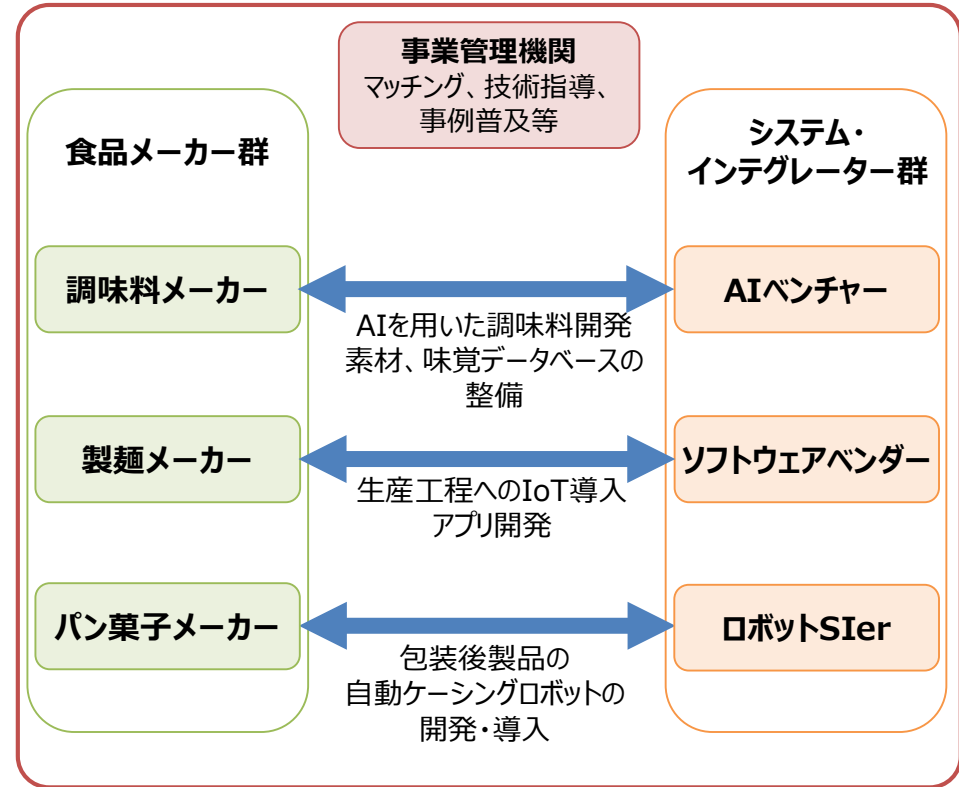 事業管理機関
マッチング、技術指導、
事例普及等
食品メーカー群
システム・
インテグレーター群
調味料メーカー
AIベンチャー
AIを用いた調味料開発
素材、味覚データベースの
整備
製麺メーカー
ソフトウェアベンダー
生産工程へのIoT導入
アプリ開発
パン菓子メーカー
ロボットSIer
包装後製品の
自動ケーシングロボットの
開発・導入